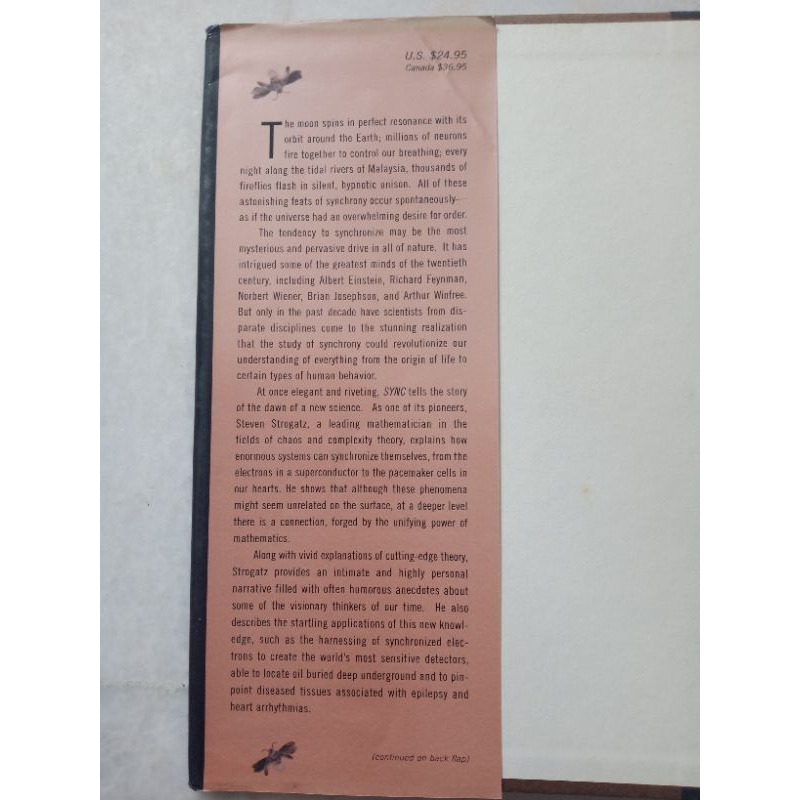 U.S. $24.95
Canada $36.95
The moon spins in perfect resonance with its
orbit around the Earth; millions of neurons
fire together to control our breathing; every
night along the tidal rivers of Malaysia, thousands of
fireflies flash in silent, hypnotic unison. All of these
astonishing feats of synchrony occur spontaneously—
as if the universe had an overwhelming desire for order.
The tendency to synchronize may be the most
mysterious and pervasive drive in all of nature. It has
intrigued some of the greatest minds of the twentieth
century, including Albert Einstein, Richard Feynman,
Norbert Wiener, Brian Josephson, and Arthur Winfree.
But only in the past decade have scientists from dis-
parate disciplines come to the stunning realization
that the study of synchrony could revolutionize our
understanding of everything from the origin of life to
certain types of human behavior.
At once elegant and riveting, SYNC tells the story
of the dawn of a new science. As one of its pioneers,
Steven Strogatz, a leading mathematician in the
fields of chaos and complexity theory, explains how
enormous systems can synchronize themselves, from the
electrons in a superconductor to the pacemaker cells in
our hearts. He shows that although these phenomena
might seem unrelated on the surface, at a deeper level
there is a connection, forged by the unifying power of
mathematics.
Along with vivid explanations of cutting-edge theory,
Strogatz provides an intimate and highly personal
narrative filled with often humorous anecdotes about
some of the visionary thinkers of our time. He also
describes the startling applications of this new knowl-
edge, such as the harnessing of synchronized elec-
trons to create the world's most sensitive detectors,
able to locate oil buried deep underground and to pin-
point diseased tissues associated with epilepsy and
heart arrhythmias.
(continued on back flap)